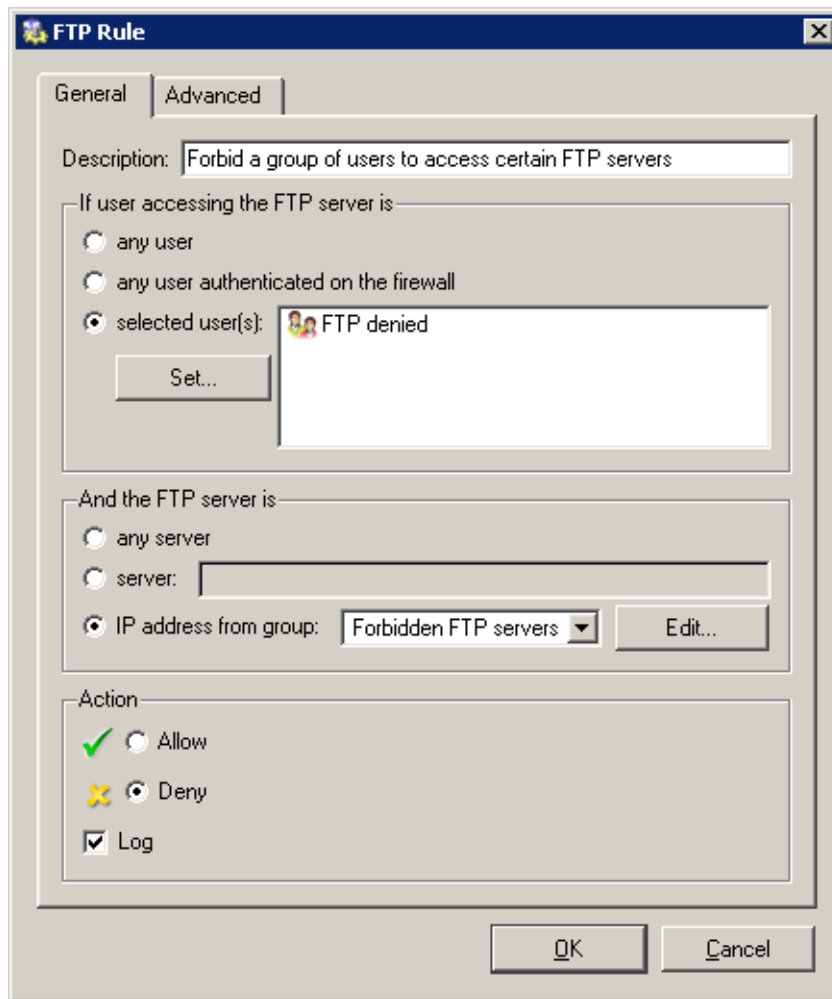 FTP Rule
General
Advanced
Description: Forbid a group of users to access certain FTP servers
If user accessing the FTP server is
any user
any user authenticated on the firewall
selected user(s): FTP denied
Set...
And the FTP server is
any server
server:
IP address from group: Forbidden FTP servers Edit...
Action
Allow
Deny
Log
OK Cancel